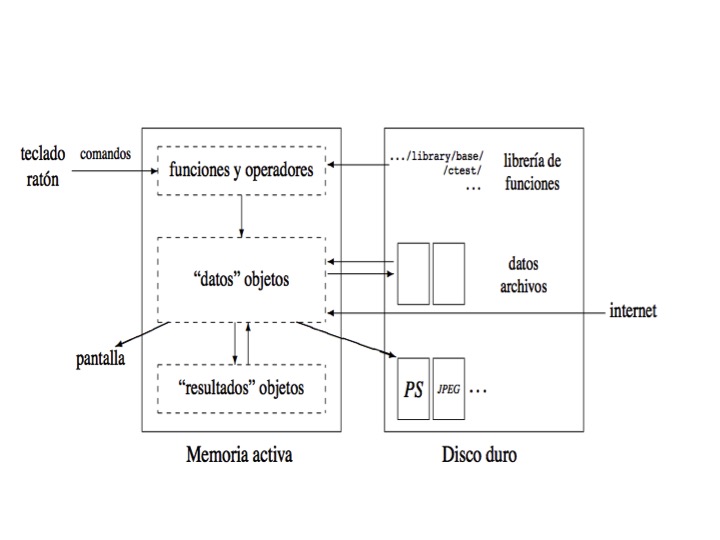 teclado
ratón
comandos
funciones y operadores
.../library/base/
/ctest/
...
librería de
funciones
“datos” objetos
datos
archivos
internet
pantalla
“resultados” objetos
PS
JPEG
...
Memoria activa
Disco duro